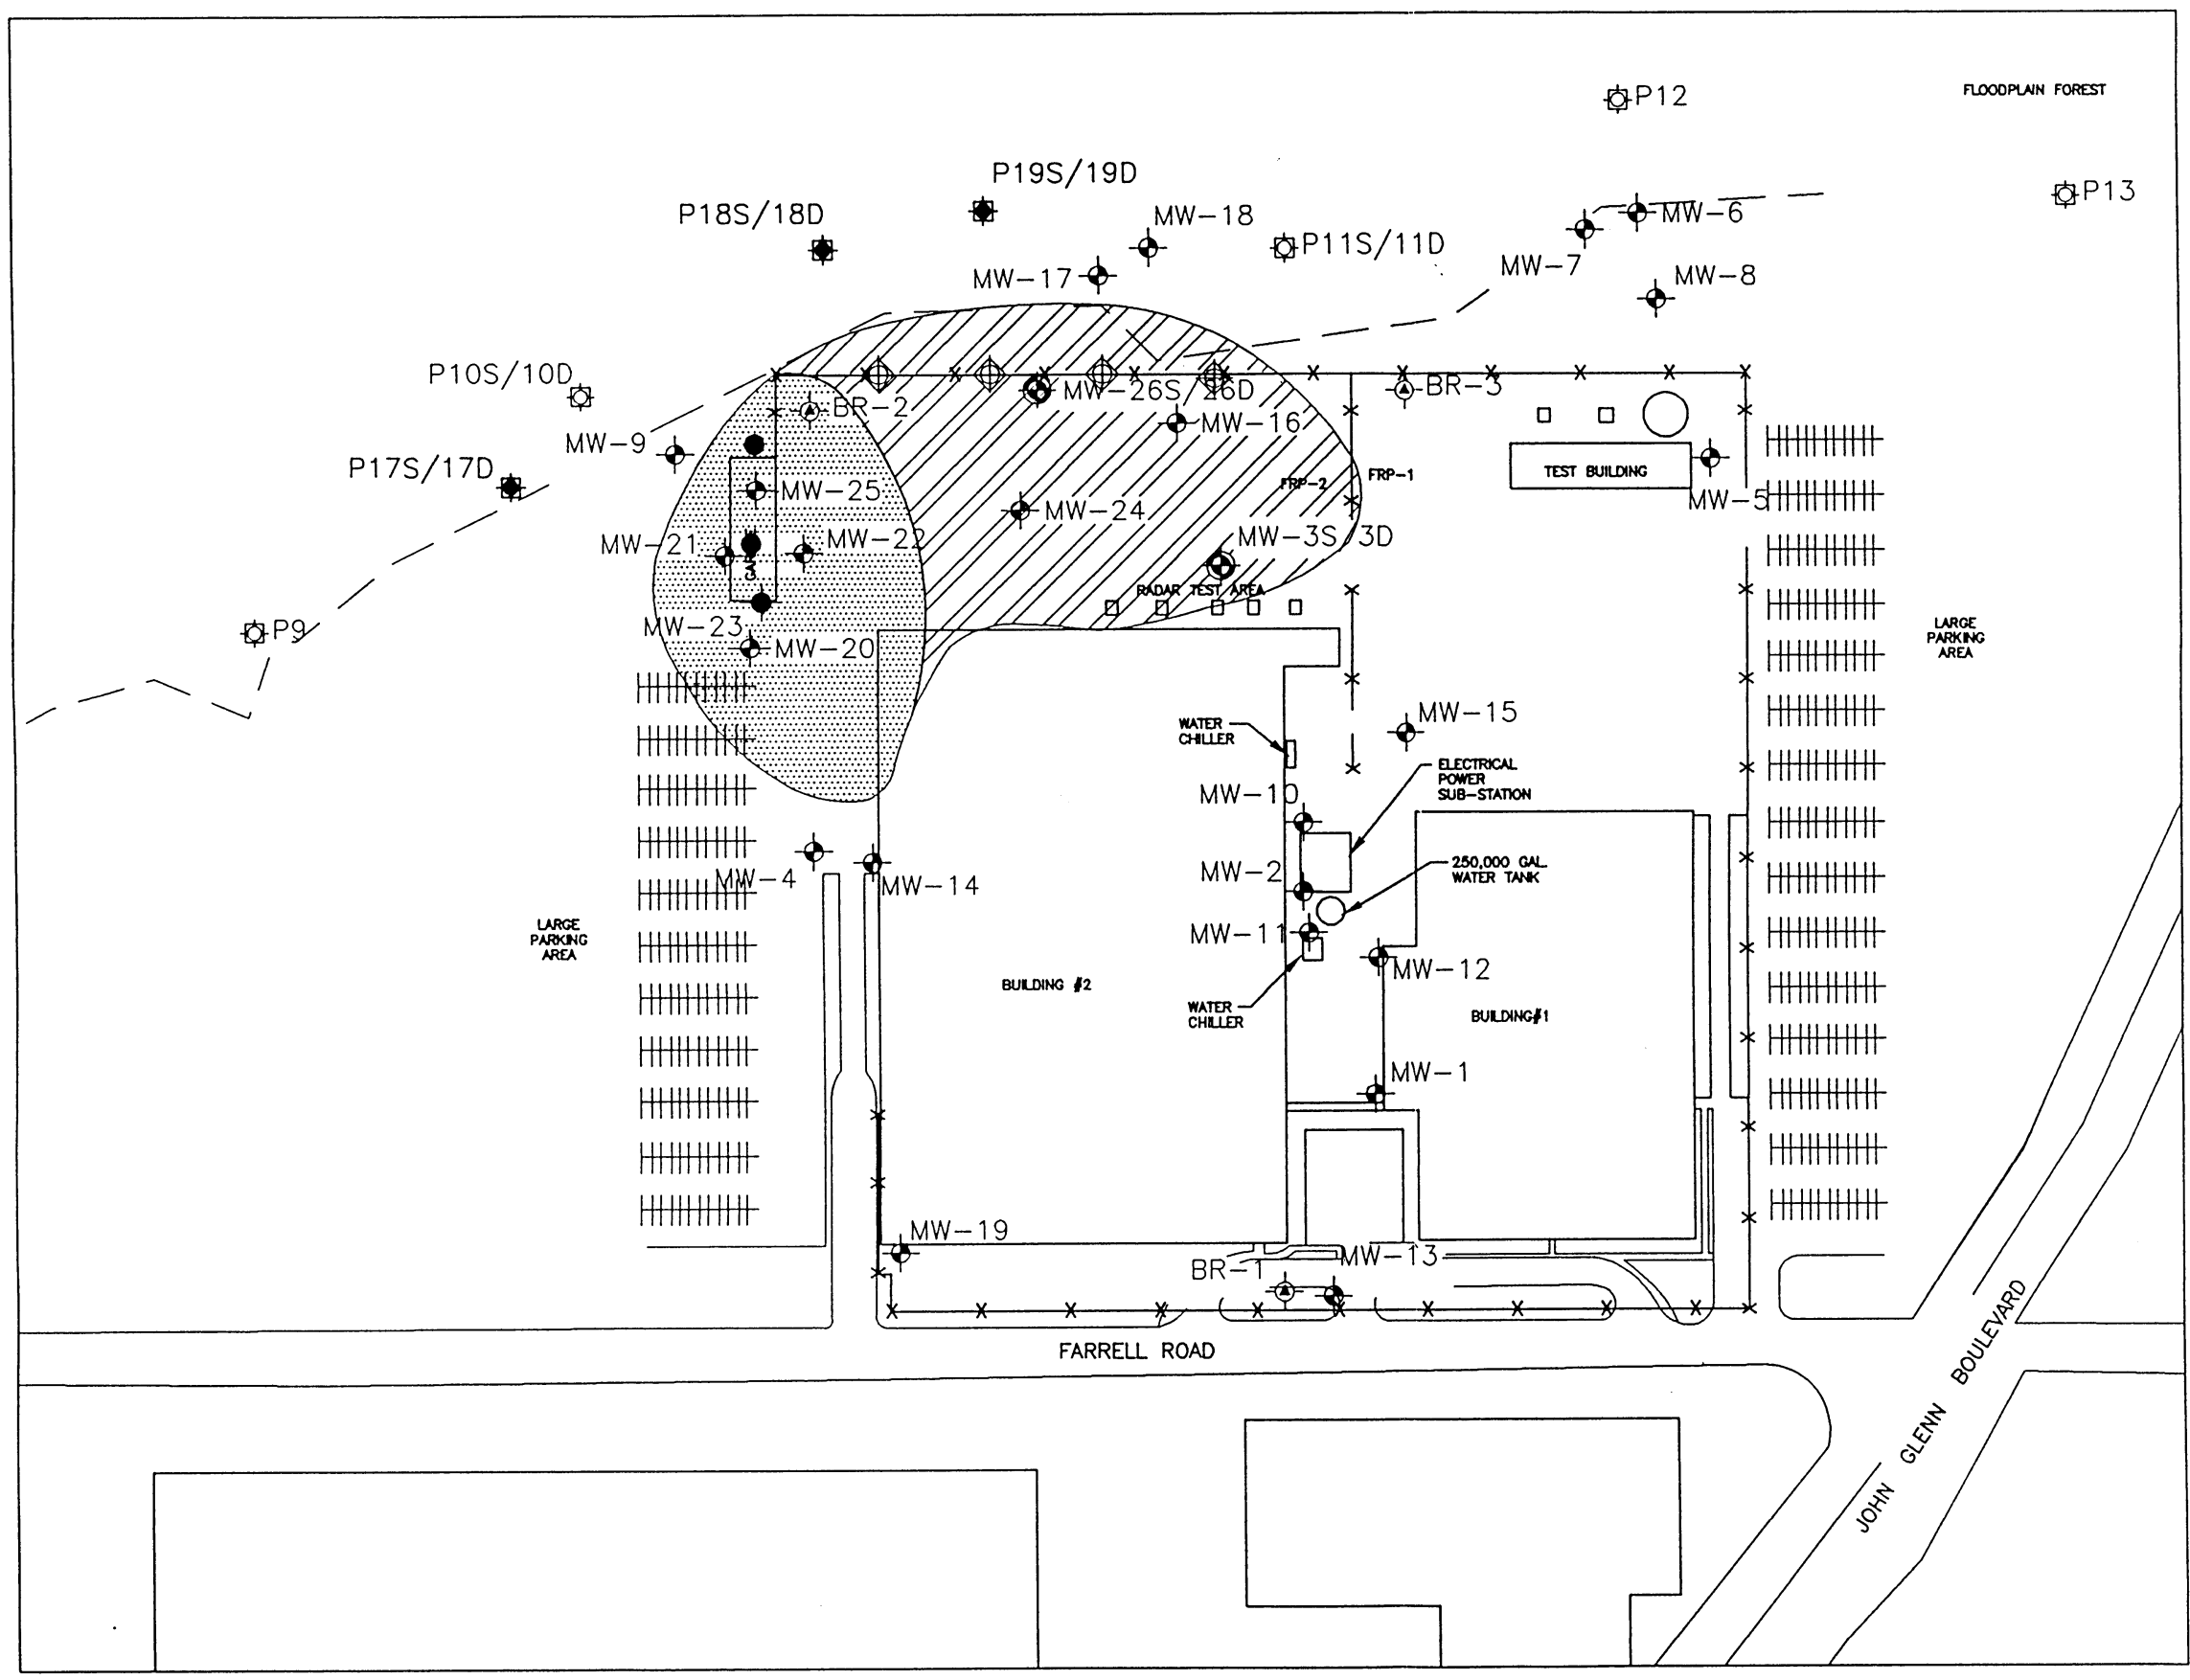 P12
FLOODPLAIN FOREST
P19S/19D
P13
P18S/18D
MW-18
MW-6
P11S/11D
MW-7
MW-17
MW-8
P10S/10D
MW-26S/26D
BR-3
BR-2
MW-16
MW-9
P17S/17D
FRP-2
FRP-1
TEST BUILDING
MW-25
MW-5
MW-24
MW-21
MW-22
MW-3S/3D
RADAR TEST AREA
P9
MW-23
MW-20
LARGE
PARKING
AREA
WATER
CHILLER
MW-15
ELECTRICAL
POWER
SUB-STATION
MW-10
MW-4
MW-14
MW-2
250,000 GAL.
WATER TANK
LARGE
PARKING
AREA
MW-11
MW-12
BUILDING #2
WATER
CHILLER
BUILDING#1
MW-1
MW-19
BR-1
MW-13
FARRELL ROAD
JOHN GLENN BOULEVARD